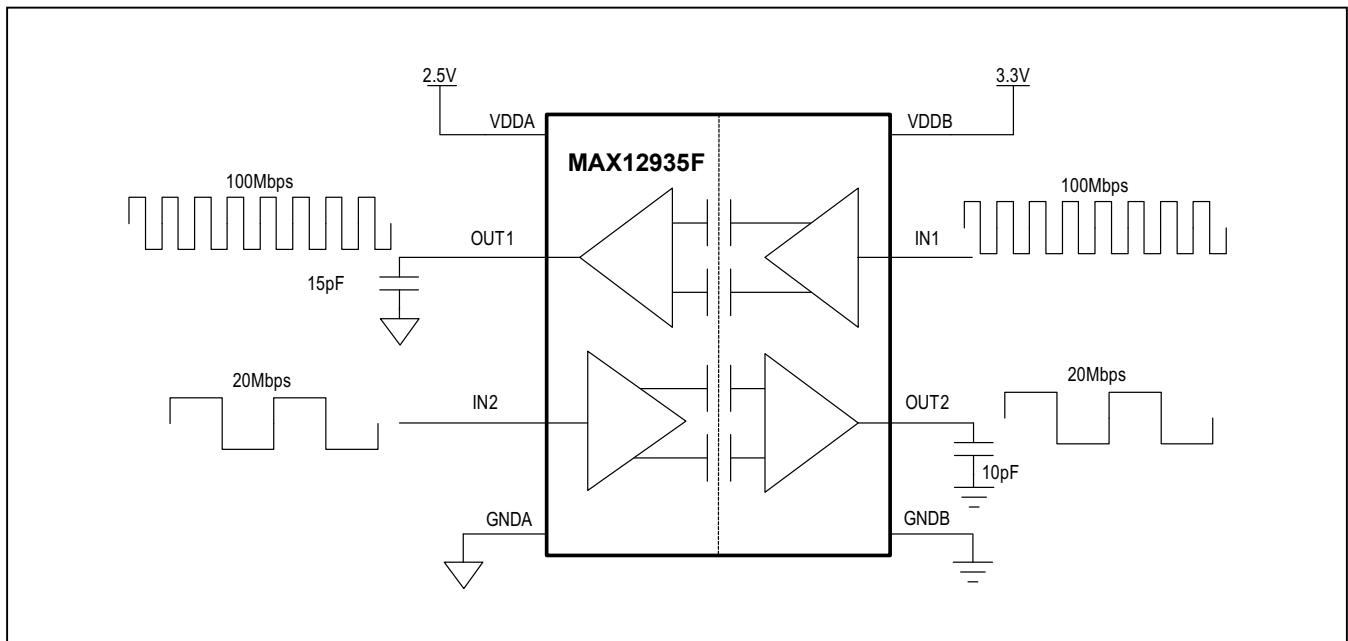 2.5V
3.3V
VDDA
VDDB
MAX12935F
100Mbps
100Mbps
OUT1
IN1
15pF
20Mbps
20Mbps
IN2
OUT2
10pF
GNDA
GNDB